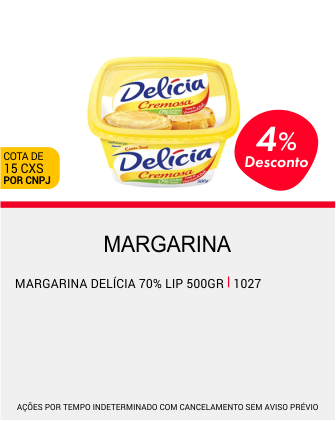 Delícia
Cremosa
Delícia
Cremosa
500g
4%
Desconto
COTA DE
15 CXS
POR CNPJ
MARGARINA
MARGARINA DELÍCIA 70% LIP 500GR | 1027
AÇÕES POR TEMPO INDETERMINADO COM CANCELAMENTO SEM AVISO PRÉVIO